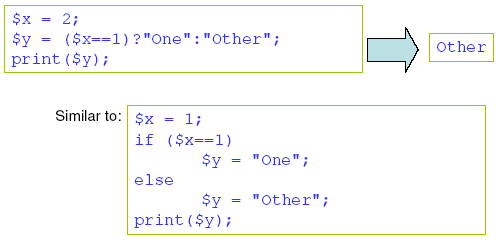 $x = 2;
$y = ($x==1)?"One":"Other";
print($y);
Other
Similar to:
$x = 1;
if ($x==1)
$y = "One";
else
$y = "Other";
print($y);